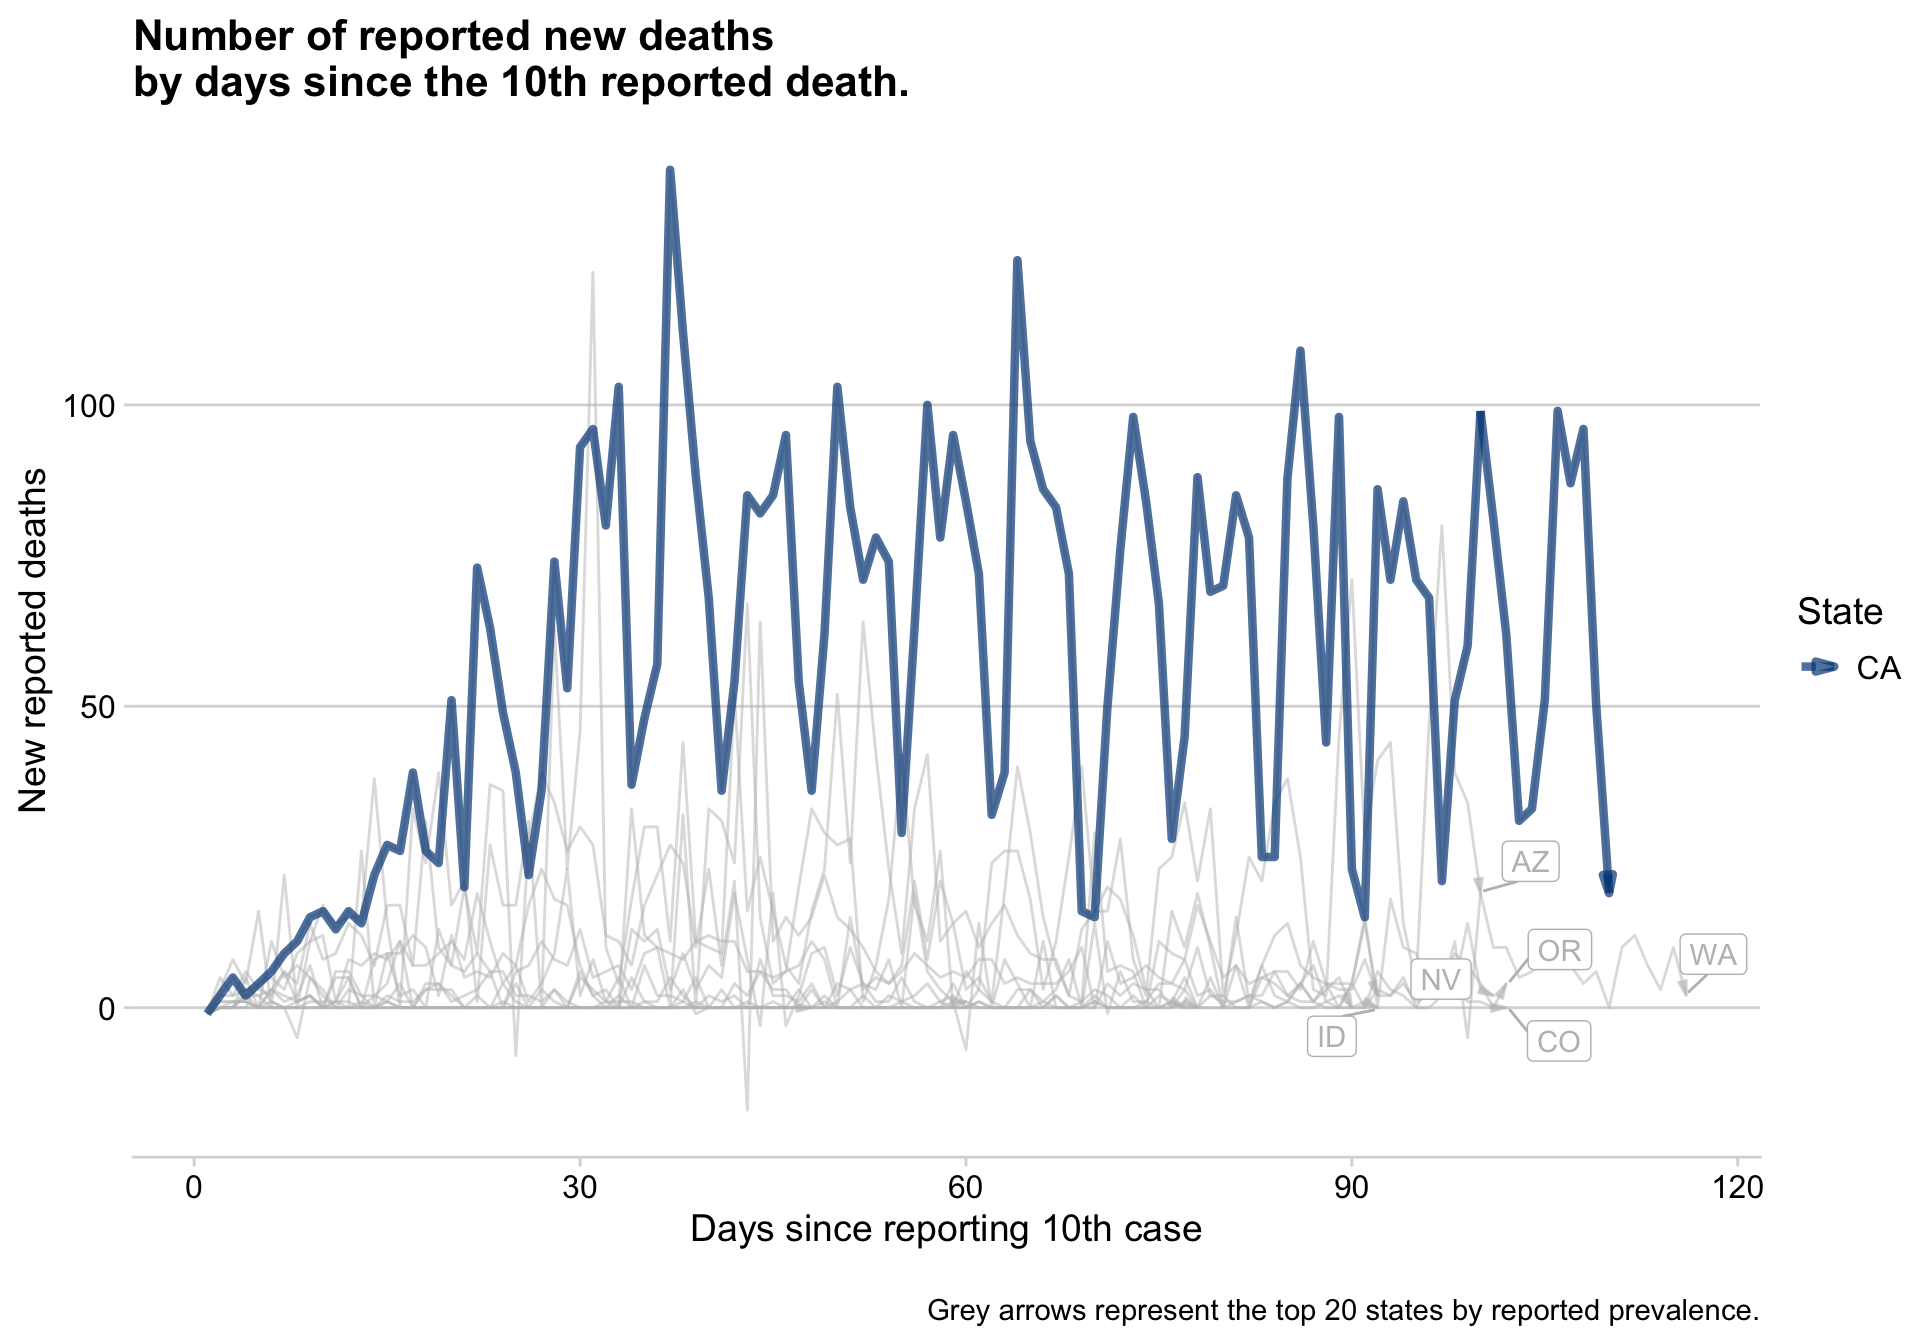 Number of reported new deaths
by days since the 10th reported death.
New reported deaths
100
50
0
State
CA
AZ
OR
WA
NV
ID
CO
0
30
60
90
120
Days since reporting 10th case
Grey arrows represent the top 20 states by reported prevalence.